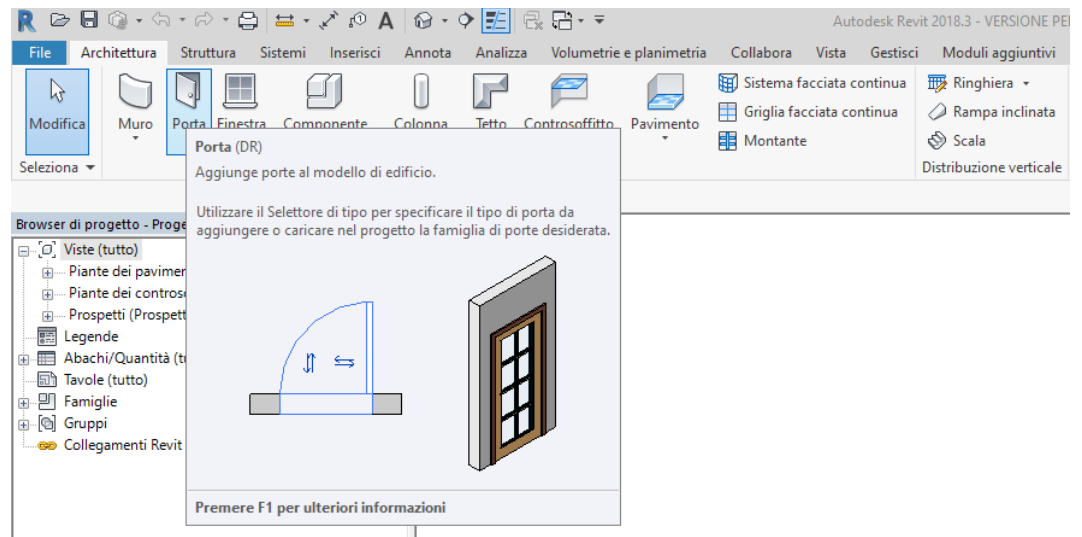 Autodesk Revit 2018.3 - VERSIONE PE
File Architettura Struttura Sistemi Inserisci Annota Analizza Volumetrie e planimetria Collabora Vista Gestisci Moduli aggiuntivi
Modifica
Muro
Porta
Finestra
Componente
Colonna
Tetto
Controsoffitto
Pavimento
Sistema facciata continua
Griglia facciata continua
Montante
Ringhiera
Rampa inclinata
Scala
Seleziona
Distribuzione verticale
Porta (DR)
Aggiunge porte al modello di edificio.
Utilizzare il Selettore di tipo per specificare il tipo di porta da
aggiungere o caricare nel progetto la famiglia di porte desiderata.
Premere F1 per ulteriori informazioni
Browser di progetto - Proge
Viste (tutto)
Piante dei pavimen
Piante dei contros
Prospetti (Prospett
Legende
Abachi/Quantità (tu
Tavole (tutto)
Famiglie
Gruppi
Collegamenti Revit